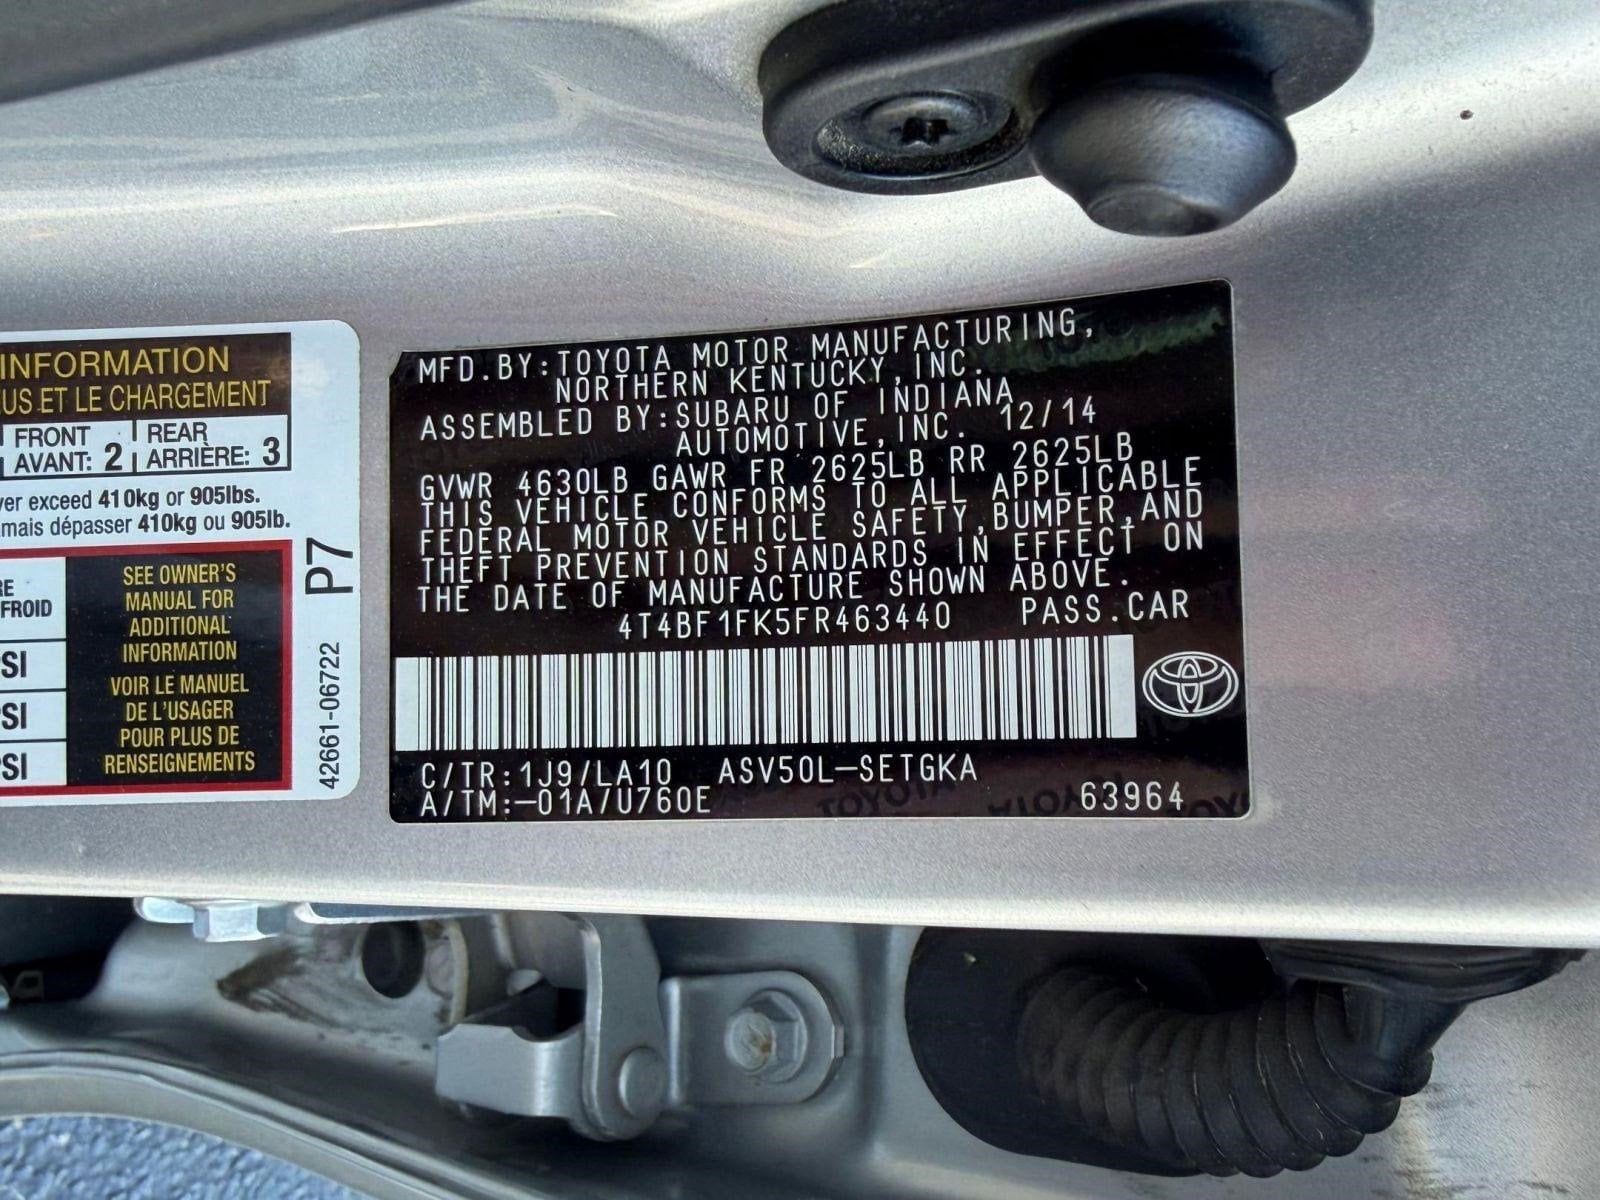 INFORMATION
US ET LE CHARGEMENT
FRONT
AVANT: 2
REAR
ARRIÈRE: 3
exceed 410kg or 905lbs.
dépasser 410kg ou 905lb.
FROID
SEE OWNER'S
MANUAL FOR
ADDITIONAL
INFORMATION
VOIR LE MANUEL
DE L'USAGER
POUR PLUS DE
RENSEIGNEMENTS
P7
42661-06722
MFD.BY:TOYOTA MOTOR MANUFACTURING,
NORTHERN KENTUCKY,INC.
ASSEMBLED BY:SUBARU OF INDIANA
AUTOMOTIVE,INC. 12/14
GVWR 4630LB GAWR FR 2625LB RR 2625LB
THIS VEHICLE CONFORMS TO ALL APPLICABLE
FEDERAL MOTOR VEHICLE SAFETY,BUMPER,AND
THEFT PREVENTION STANDARDS IN EFFECT ON
THE DATE OF MANUFACTURE SHOWN ABOVE.
4T4BF1FK5FR463440 PASS.CAR
C/TR:1J9/LA10 ASV50L-SETGKA
A/TM:-01A/U760E 63964
TOYOTA